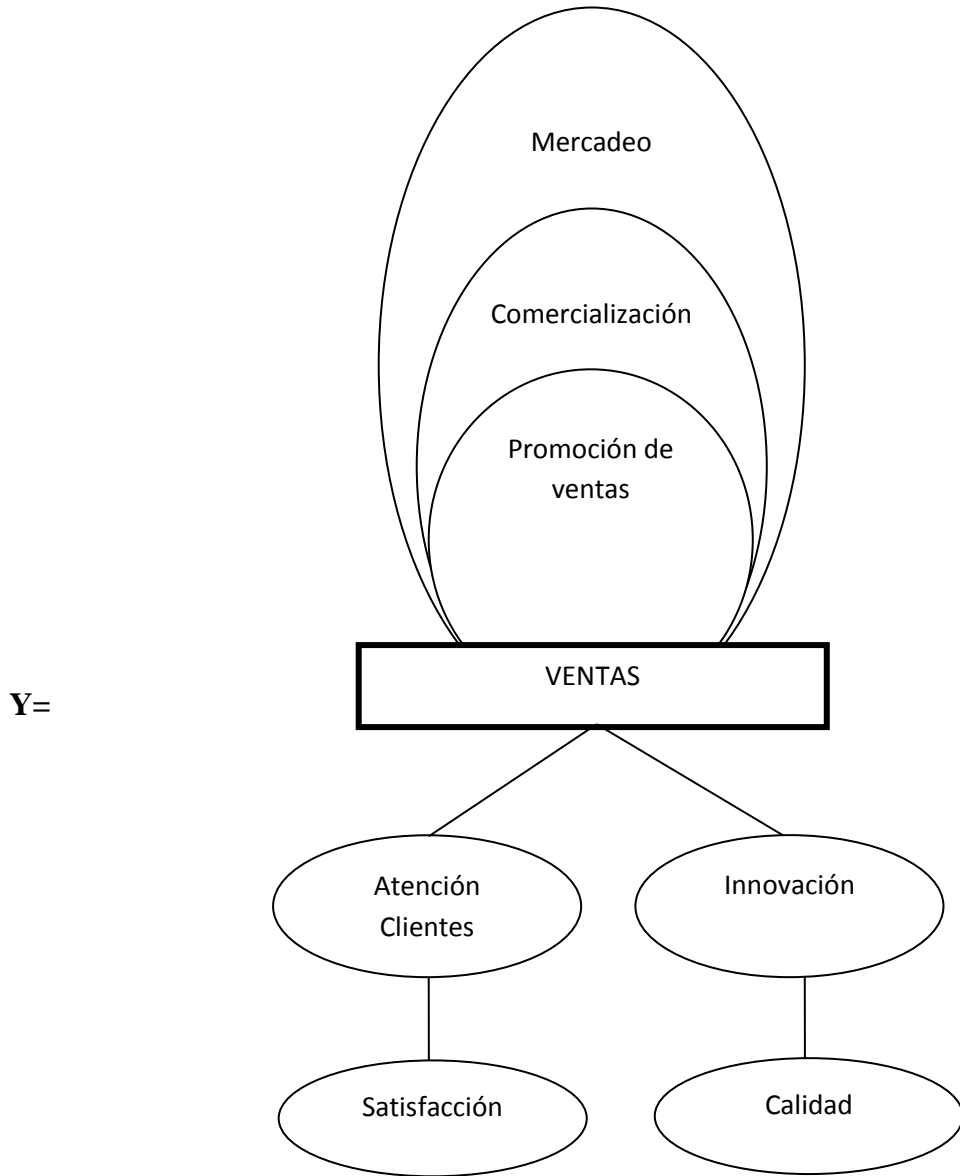 Mercadeo
Comercialización
Promoción de
ventas
VENTAS
Y=
Atención
Clientes
Innovación
Satisfacción
Calidad